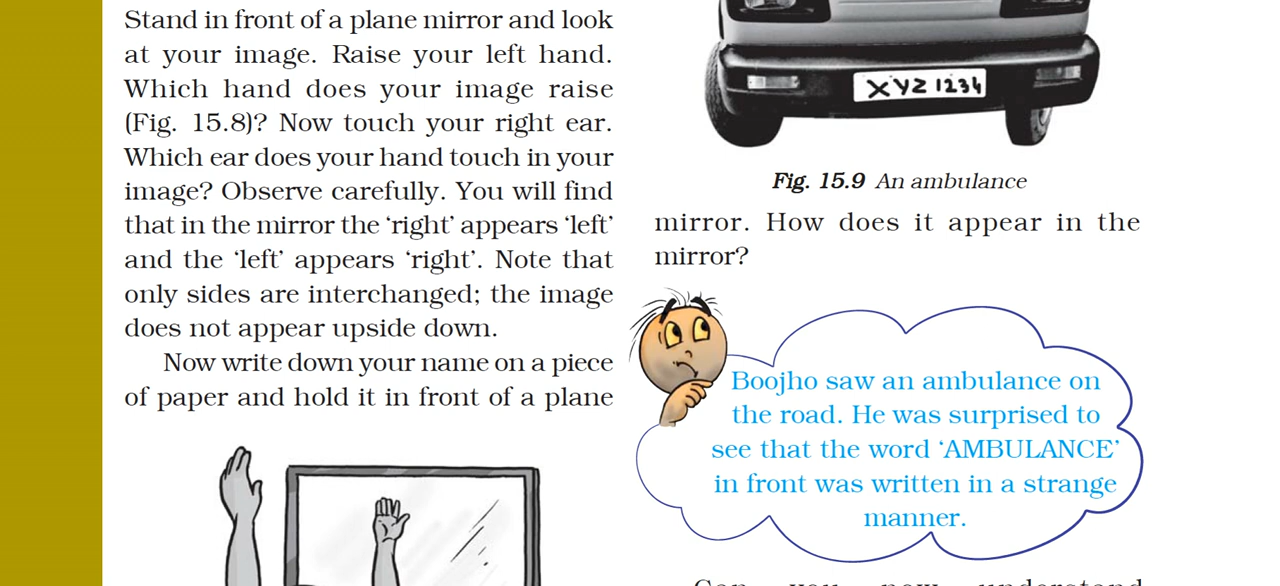 Stand in front of a plane mirror and look
at your image. Raise your left hand.
Which hand does your image raise
(Fig. 15.8)? Now touch your right ear.
Which ear does your hand touch in your
image? Observe carefully. You will find
that in the mirror the ‘right’ appears ‘left’
and the ‘left’ appears ‘right’. Note that
only sides are interchanged; the image
does not appear upside down.
Now write down your name on a piece
of paper and hold it in front of a plane
XYZ 1234
Fig. 15.9 An ambulance
mirror. How does it appear in the
mirror?
Boojho saw an ambulance on
the road. He was surprised to
see that the word ‘AMBULANCE’
in front was written in a strange
manner.
Can you now understand